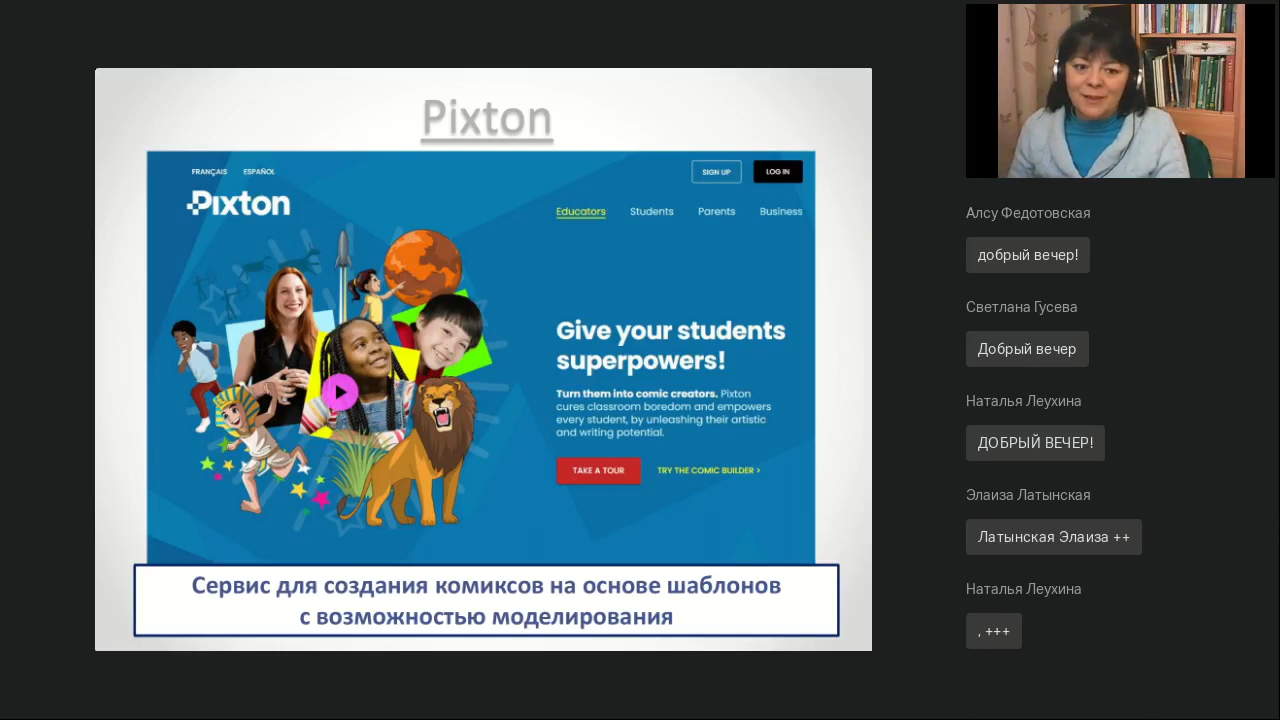 Pixton
FRANÇAIS ESPAÑOL
SIGN UP LOG IN
Pixton
Educators Students Parents Business
Give your students
superpowers!
Turn them into comic creators. Pixton
cures classroom boredom and empowers
every student, by unleashing their artistic
and writing potential.
TAKE A TOUR TRY THE COMIC BUILDER >
Сервис для создания комиксов на основе шаблонов
с возможностью моделирования
Алсу Федотовская
добрый вечер!
Светлана Гусева
Добрый вечер
Наталья Леухина
ДОБРЫЙ ВЕЧЕР!
Элаиза Латынская
Латынская Элаиза ++
Наталья Леухина
, +++